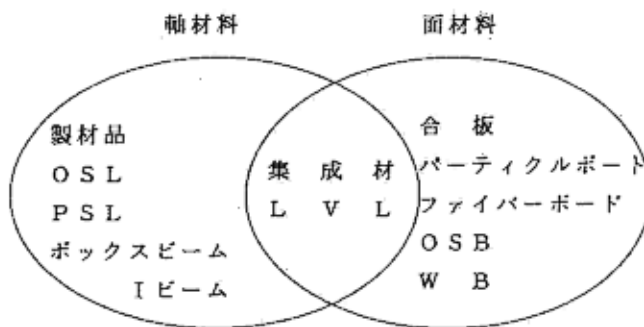 軸材料
面材料
製材品
OSL
PSL
ボックスビーム
Iビーム
集成材
LVL
合板
パーティクルボード
ファイバーボード
OSB
WB